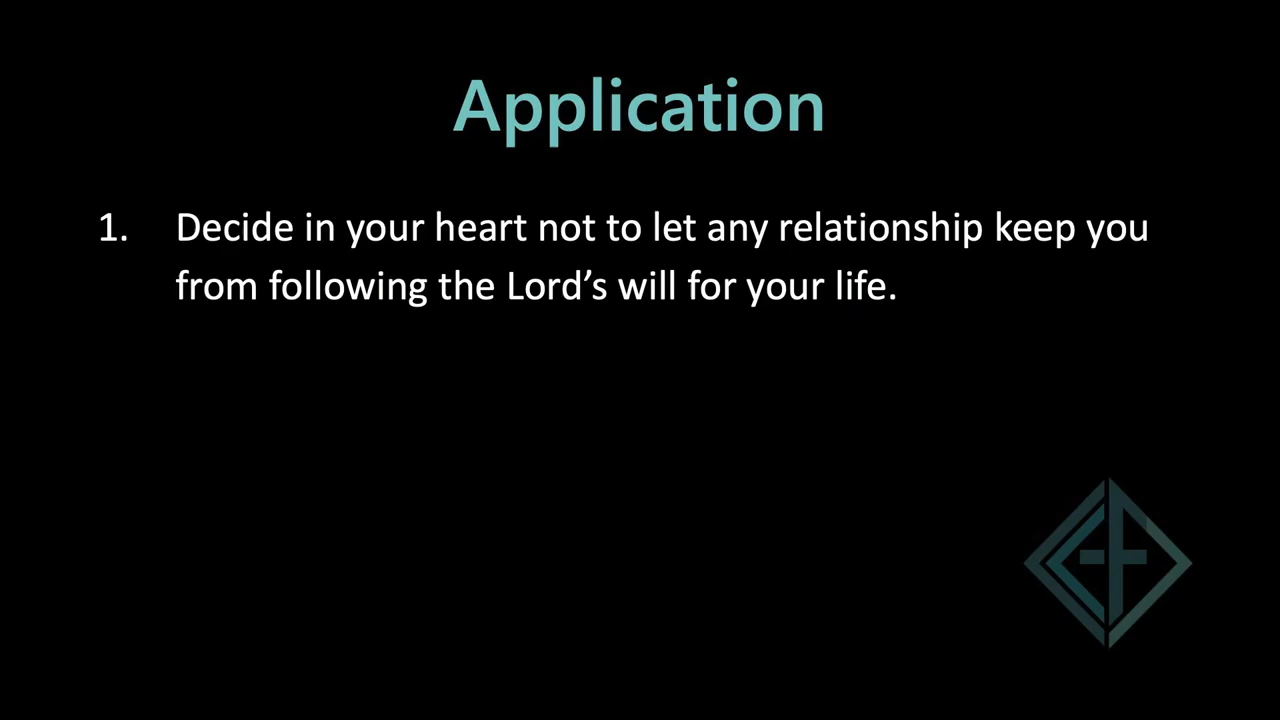 Application
1. Decide in your heart not to let any relationship keep you
from following the Lord’s will for your life.